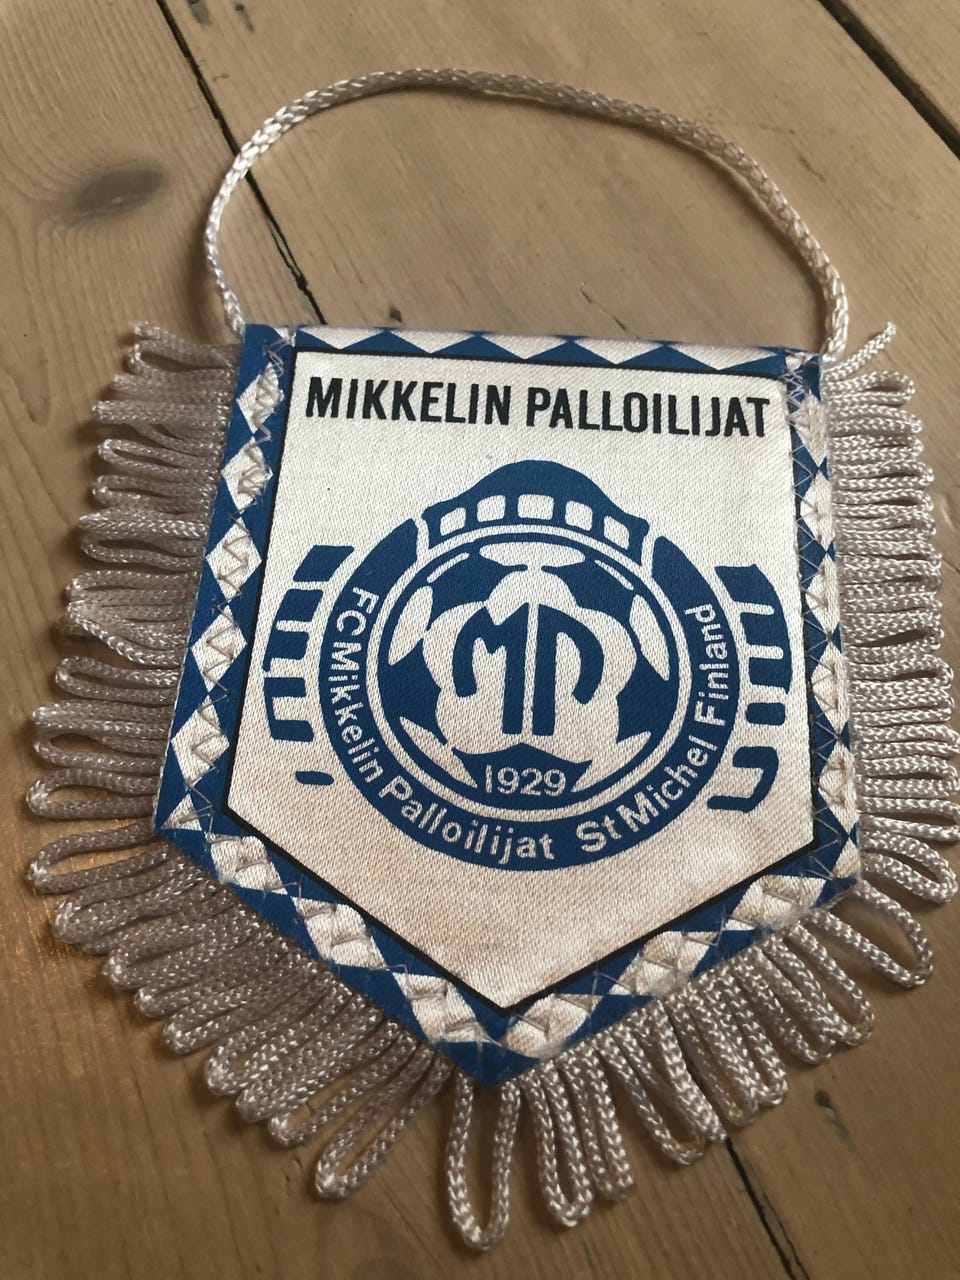 MIKKELIN PALLOILIJAT
MP
1929
FC Mikkelin Palloilijat St Michel Finland